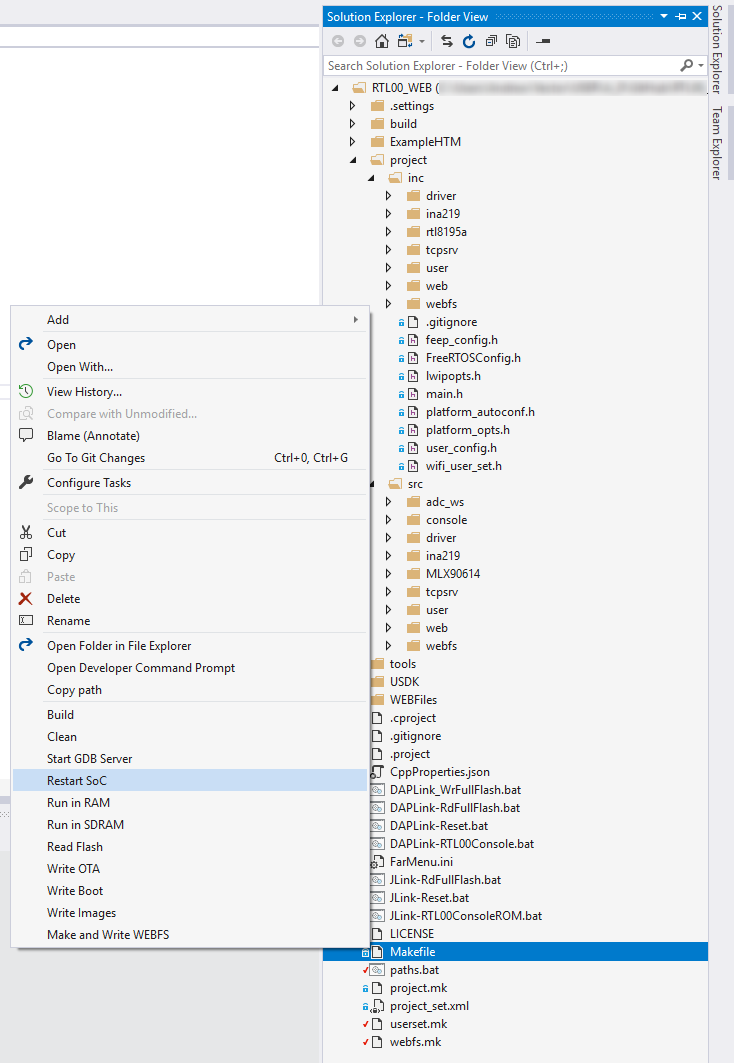 Solution Explorer - Folder View
Search Solution Explorer - Folder View (Ctrl+;)
RTL00_WEB (
.settings
build
ExampleHTM
project
inc
driver
ina219
rtl8195a
tcpsrv
user
web
webfs
.gitignore
feep_config.h
FreeRTOSConfig.h
lwipopts.h
main.h
platform_autoconf.h
platform_opts.h
user_config.h
wifi_user_set.h
src
adc_ws
console
driver
ina219
MLX90614
tcpsrv
user
web
webfs
tools
USDK
WEBFiles
.cproject
.gitignore
.project
CppProperties.json
DAPLink_WrFullFlash.bat
DAPLink-RdFullFlash.bat
DAPLink-Reset.bat
DAPLink-RTL00Console.bat
FarMenu.ini
JLink-RdFullFlash.bat
JLink-Reset.bat
JLink-RTL00ConsoleROM.bat
LICENSE
Makefile
paths.bat
project.mk
project_set.xml
userset.mk
webfs.mk
Add
Open
Open With...
View History...
Compare with Unmodified...
Blame (Annotate)
Go To Git Changes Ctrl+0, Ctrl+G
Configure Tasks
Scope to This
Cut
Copy
Paste
Delete
Rename
Open Folder in File Explorer
Open Developer Command Prompt
Copy path
Build
Clean
Start GDB Server
Restart SoC
Run in RAM
Run in SDRAM
Read Flash
Write OTA
Write Boot
Write Images
Make and Write WEBFS
Solution Explorer
Team Explorer